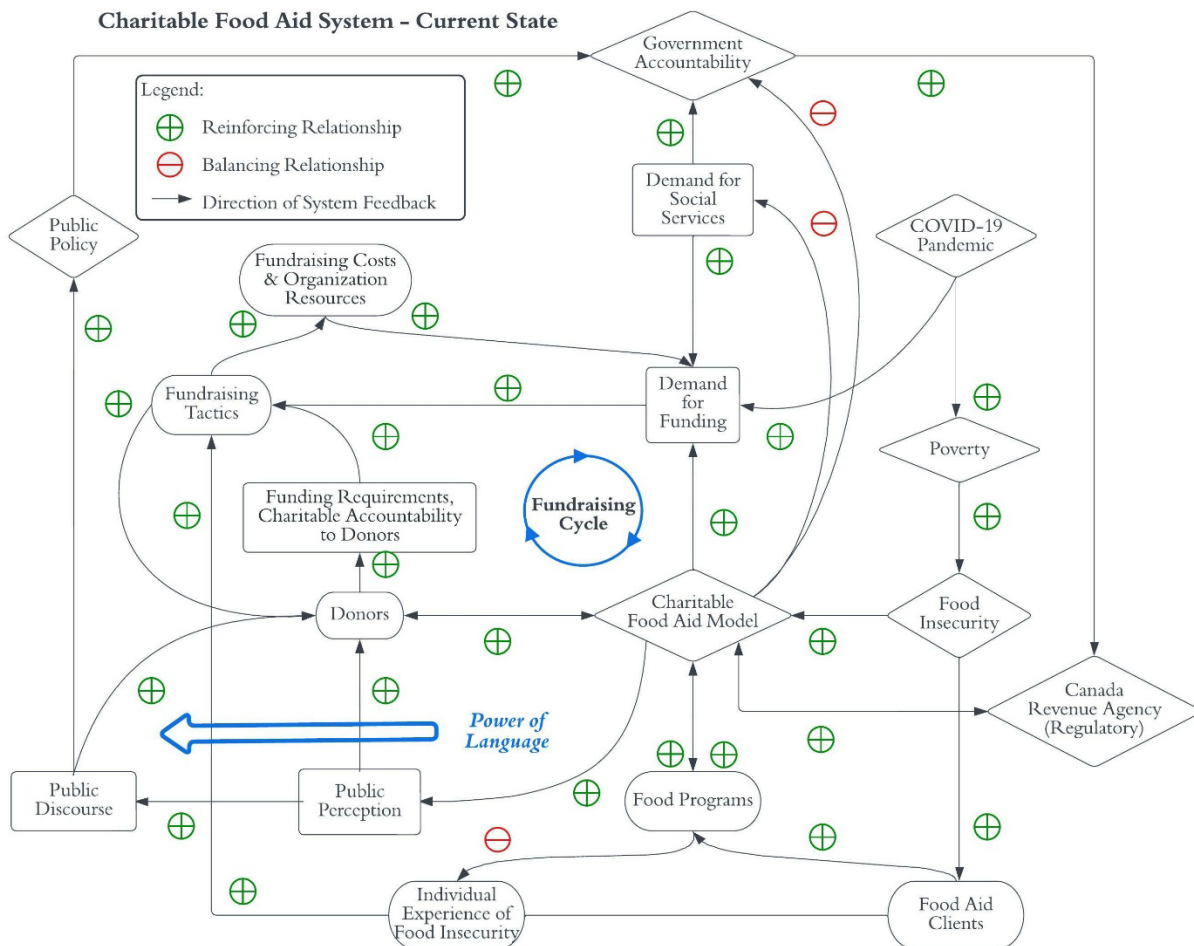 Charitable Food Aid System - Current State
Government
Accountability
Legend:
Reinforcing Relationship
Balancing Relationship
Direction of System Feedback
Demand for
Social
Services
Public
Policy
COVID-19
Pandemic
Fundraising Costs
& Organization
Resources
Fundraising
Tactics
Demand
for
Funding
Poverty
Funding Requirements,
Charitable Accountability
to Donors
Fundraising
Cycle
Donors
Charitable
Food Aid Model
Food
Insecurity
Canada
Revenue Agency
(Regulatory)
Power of
Language
Public
Discourse
Public
Perception
Food Programs
Individual
Experience of
Food Insecurity
Food Aid
Clients